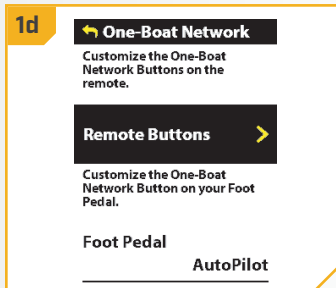 1d
One-Boat Network
Customize the One-Boat
Network Buttons on the
remote.
Remote Buttons
Customize the One-Boat
Network Button on your Foot
Pedal.
Foot Pedal
AutoPilot